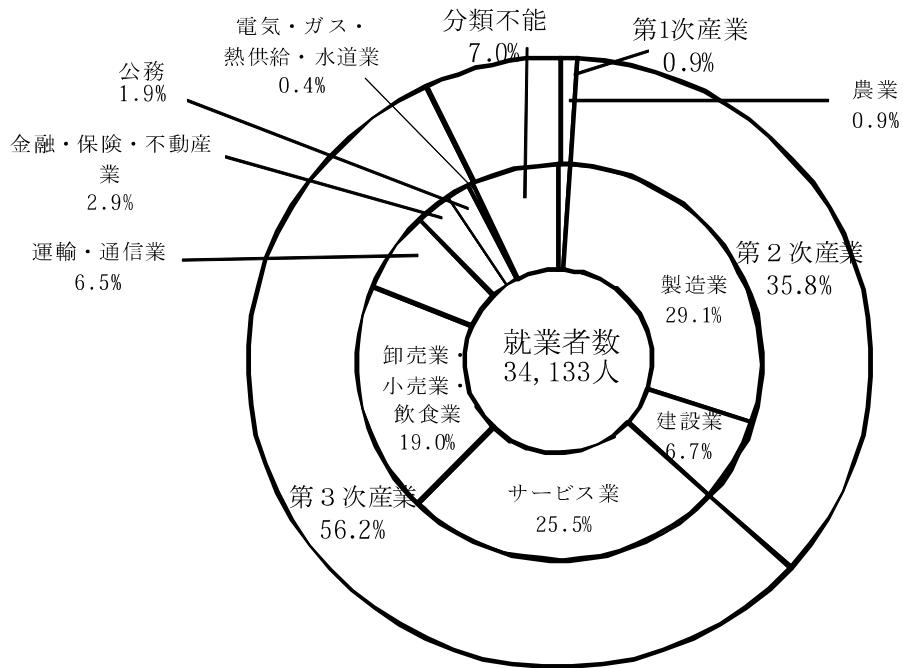 電気・ガス・
熱供給・水道業
0.4%
分類不能
7.0%
第1次産業
0.9%
農業
0.9%
公務
1.9%
金融・保険・不動産
業
2.9%
運輸・通信業
6.5%
第２次産業
35.8%
製造業
29.1%
就業者数
34,133人
卸売業・
小売業・
飲食業
19.0%
建設業
6.7%
サービス業
25.5%
第３次産業
56.2%